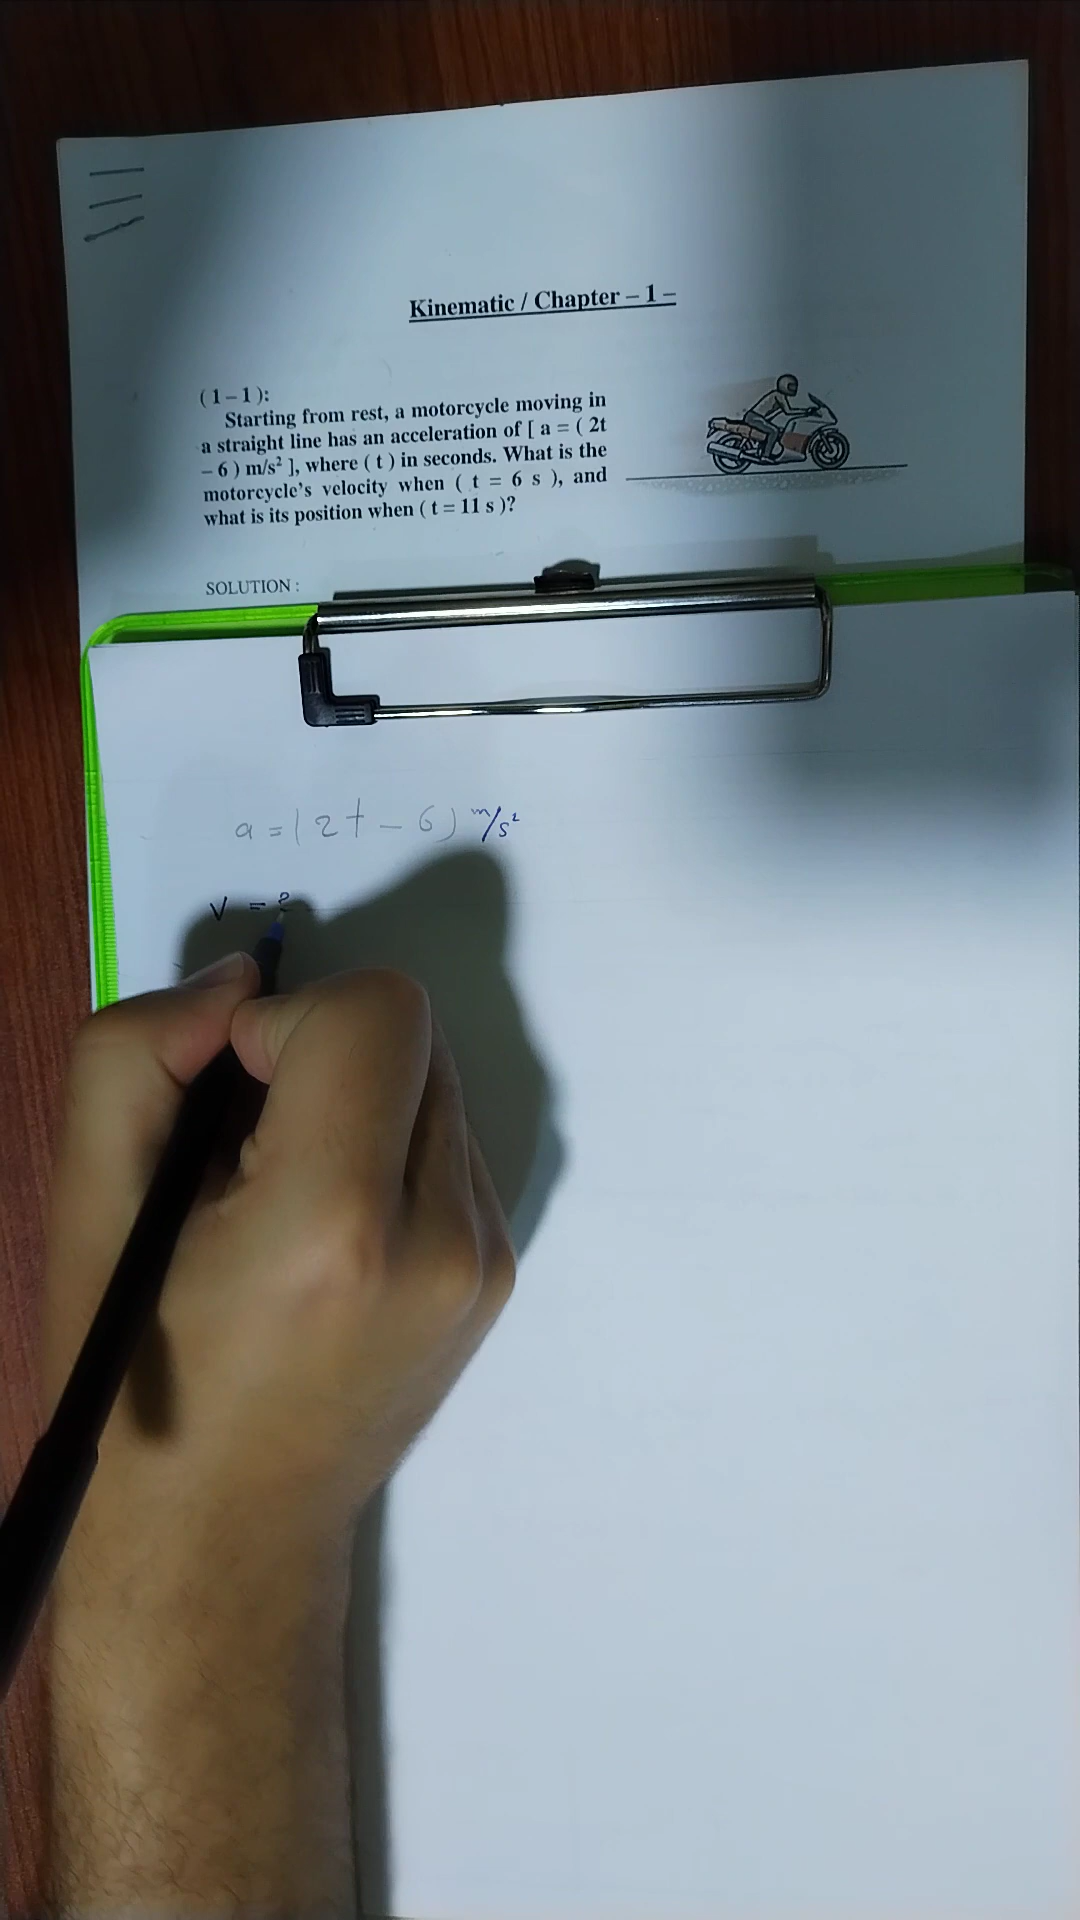 Kinematic / Chapter – 1 –
( 1 – 1 ):
Starting from rest, a motorcycle moving in
a straight line has an acceleration of [ a = ( 2t
– 6 ) m/s² ], where ( t ) in seconds. What is the
motorcycle's velocity when ( t = 6 s ), and
what is its position when ( t = 11 s )?
SOLUTION :
a = ( 2t – 6 ) m/s²
V = ?